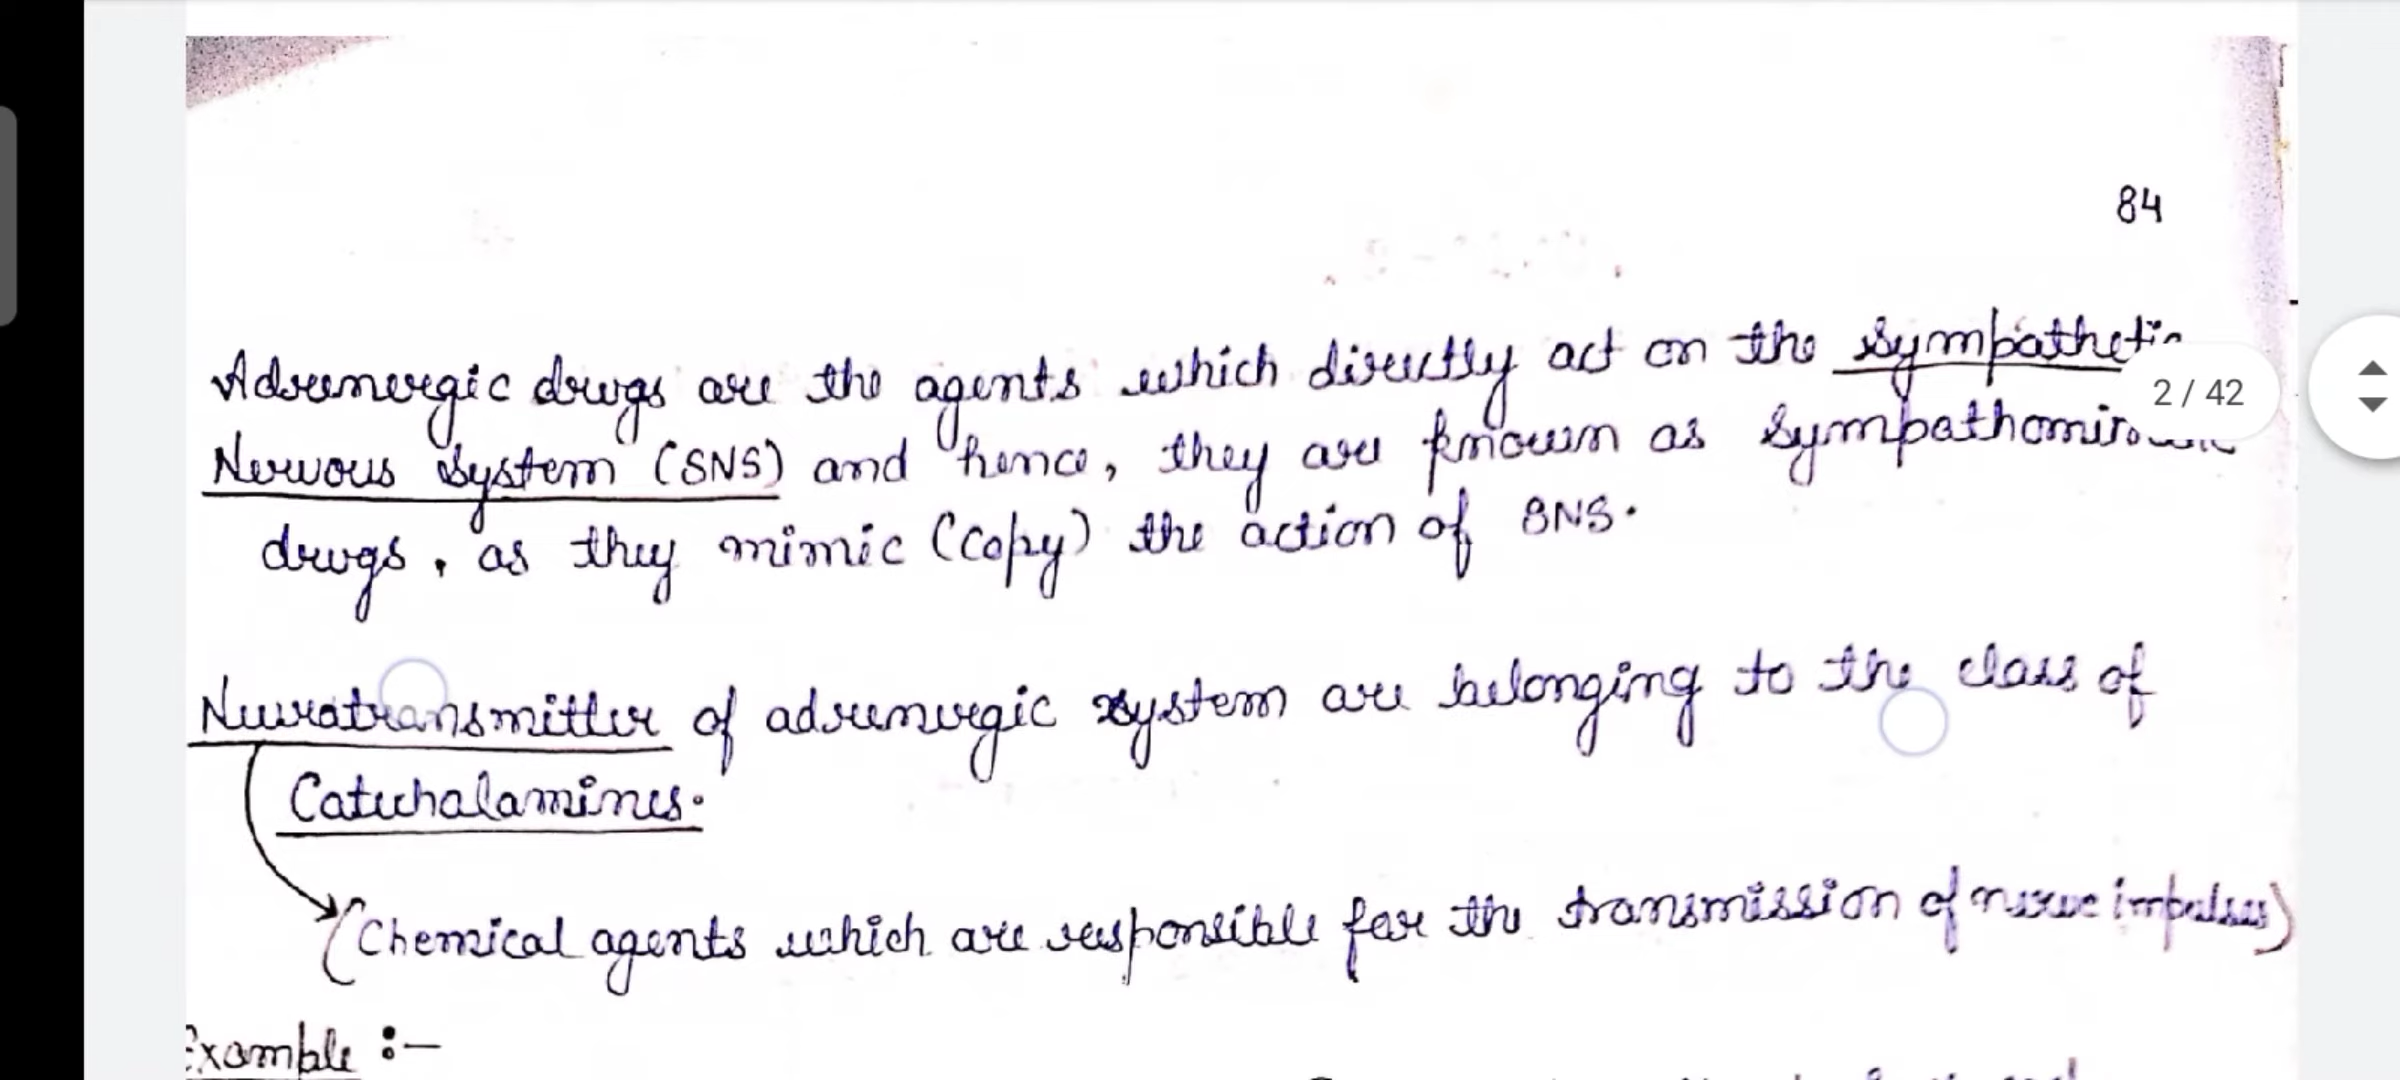 84
Adrenergic drugs are the agents which directly act on the Sympathetic
2 / 42
Nervous System (SNS) and hence, they are known as Sympathomimetic
drugs, as they mimic (copy) the action of SNS.
Neurotransmitter of adrenergic system are belonging to the class of
Catecholamines.
(Chemical agents which are responsible for the transmission of nerve impulses)
Example :-